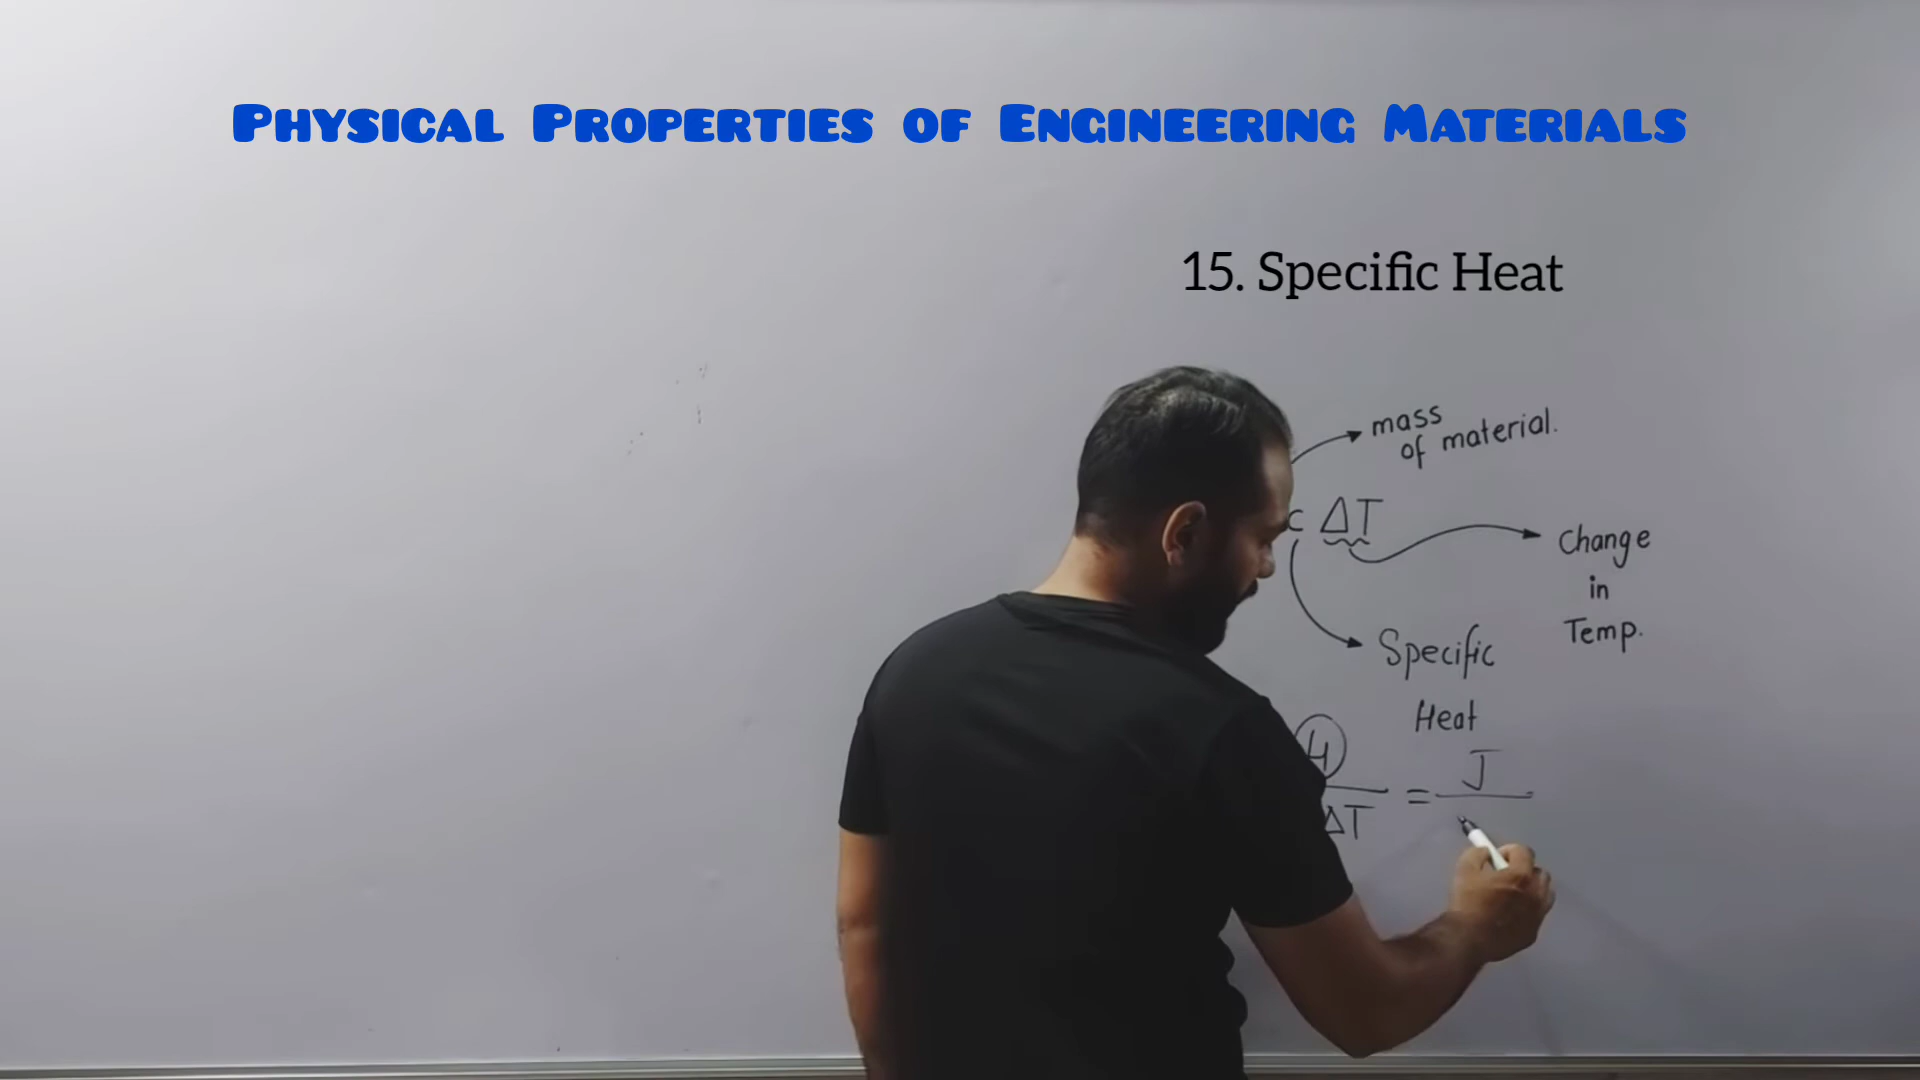 Physical Properties of Engineering Materials
15. Specific Heat
mass
of material.
c ΔT
Change
in
Temp.
Specific
Heat
H
ΔT
= J